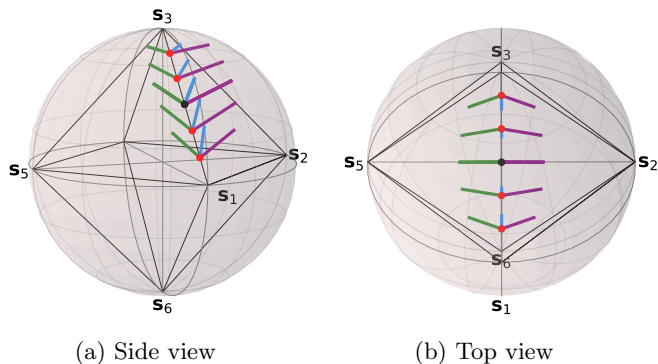 s₃
s₅
s₂
s₁
s₆
(a) Side view
s₃
s₅
s₂
s₆
s₁
(b) Top view